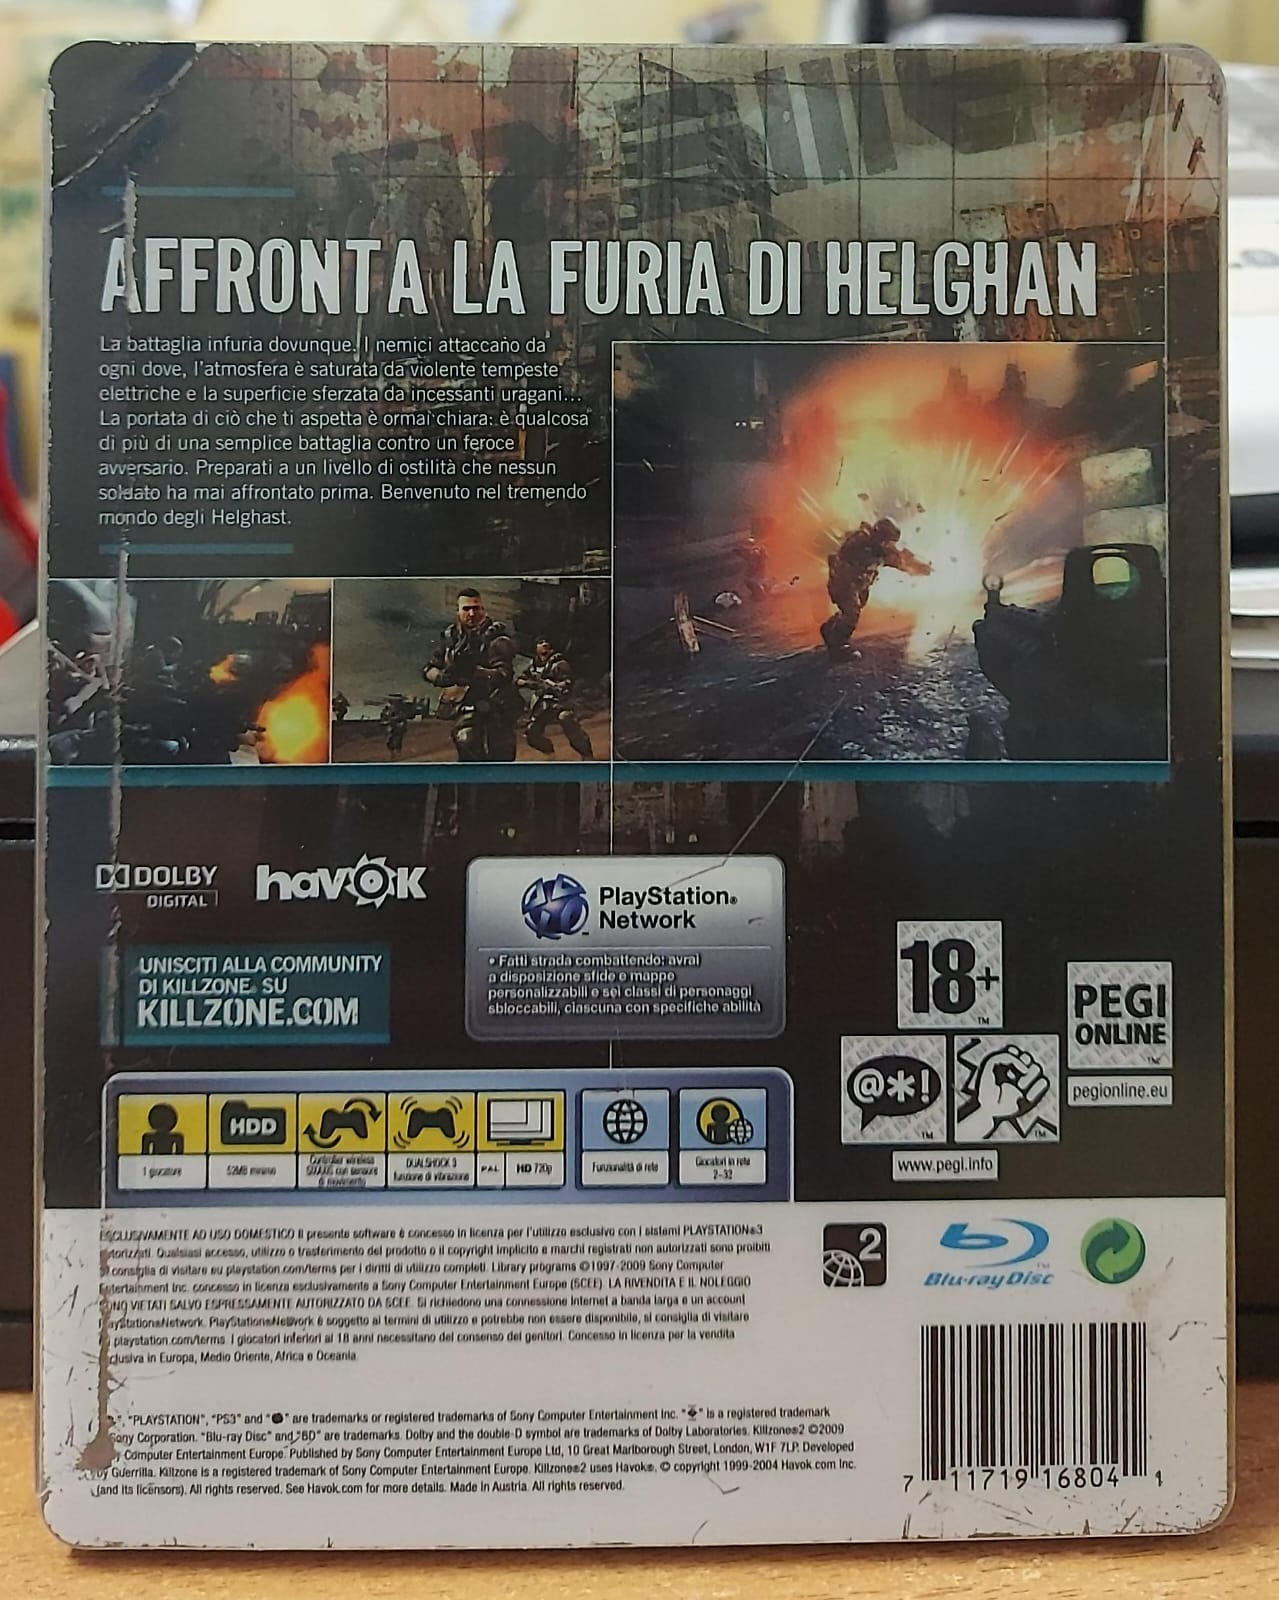 AFFRONTA LA FURIA DI HELGHAN
La battaglia infuria dovunque. I nemici attaccano da
ogni dove, l'atmosfera è saturata da violente tempeste
elettriche e la superficie sferzata da incessanti uragani...
La portata di ciò che ti aspetta è ormai chiara: è qualcosa
di più di una semplice battaglia contro un feroce
avversario. Preparati a un livello di ostilità che nessun
soldato ha mai affrontato prima. Benvenuto nel tremendo
mondo degli Helghast.
DOLBY
DIGITAL
havok
PlayStation®
Network
• Fatti strada combattendo: avrai
a disposizione sfide e mappe
personalizzabili e sei classi di personaggi
sbloccabili, ciascuna con specifiche abilità
UNISCITI ALLA COMMUNITY
DI KILLZONE® SU
KILLZONE.COM
18+
™
PEGI
ONLINE
™
pegionline.eu
@*!
™
™
www.pegi.info
HDD
1 giocatore
52MB minimo
Controller wireless
SIXAXIS con sensore
di movimento
DUALSHOCK 3
funzione di vibrazione
PAL
HD 720p
Funzionalità di rete
Giocatori in rete
2-32
ESCLUSIVAMENTE AD USO DOMESTICO Il presente software è concesso in licenza per l'utilizzo esclusivo con i sistemi PLAYSTATION®3
autorizzati. Qualsiasi accesso, utilizzo o trasferimento del prodotto o il copyright implicito e marchi registrati non autorizzati sono proibiti
Si consiglia di visitare eu playstation.com/terms per i diritti di utilizzo completi. Library programs ©1997-2009 Sony Computer
Entertainment Inc. concesso in licenza esclusivamente a Sony Computer Entertainment Europe (SCEE). LA RIVENDITA E IL NOLEGGIO
SONO VIETATI SALVO ESPRESSAMENTE AUTORIZZATO DA SCEE. Si richiedono una connessione Internet a banda larga e un account
PlayStation®Network. PlayStation®Network è soggetto ai termini di utilizzo e potrebbe non essere disponibile, si consiglia di visitare
playstation.com/terms. I giocatori inferiori ai 18 anni necessitano del consenso dei genitori. Concesso in licenza per la vendita
clusiva in Europa, Medio Oriente, Africa e Oceania.
2
Blu-ray Disc
™
", "PLAYSTATION", "PS3" and " " are trademarks or registered trademarks of Sony Computer Entertainment Inc. " " is a registered trademark
Sony Corporation. "Blu-ray Disc" and "BD" are trademarks. Dolby and the double-D symbol are trademarks of Dolby Laboratories. Killzone®2 ©2009
y Computer Entertainment Europe. Published by Sony Computer Entertainment Europe Ltd, 10 Great Marlborough Street, London, W1F 7LP. Developed
by Guerrilla. Killzone is a registered trademark of Sony Computer Entertainment Europe. Killzone®2 uses Havok®. © copyright 1999-2004 Havok.com Inc.
(and its licensors). All rights reserved. See Havok.com for more details. Made in Austria. All rights reserved.
7 11719 16804 1